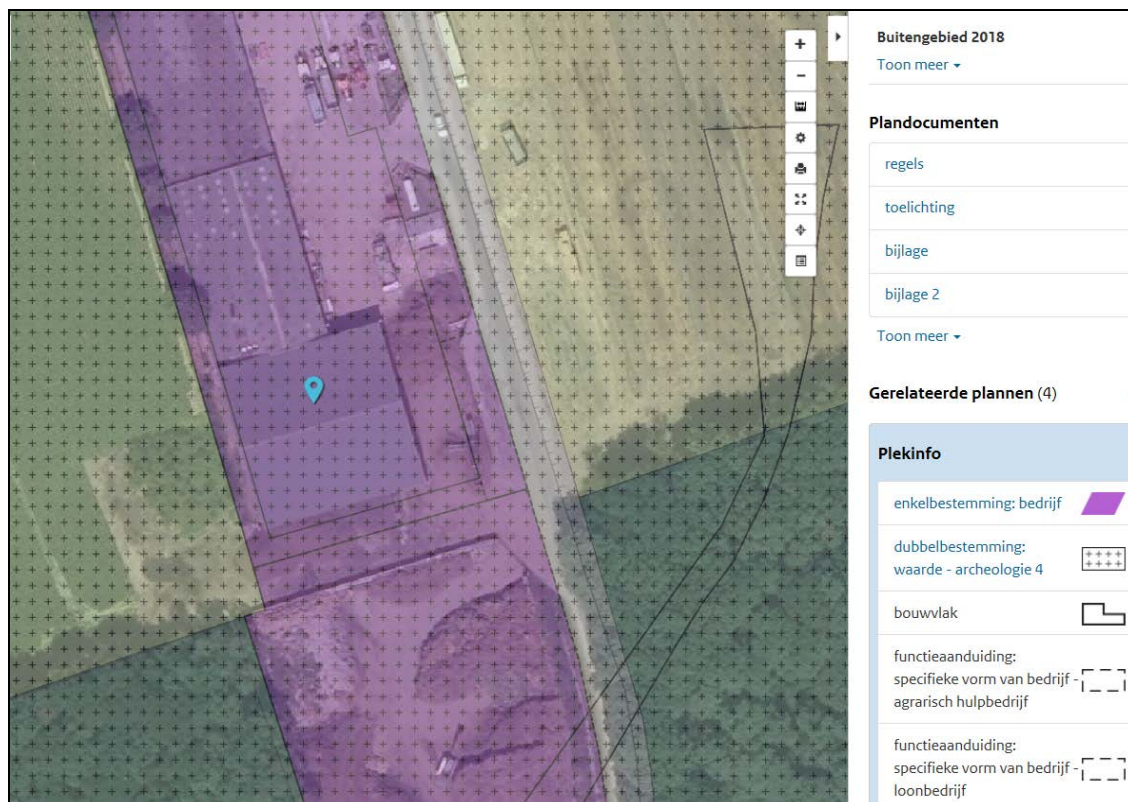 Buitengebied 2018
Toon meer
Plandocumenten
regels
toelichting
bijlage
bijlage 2
Toon meer
Gerelateerde plannen (4)
Plekinfo
enkelbestemming: bedrijf
dubbelbestemming:
waarde - archeologie 4
bouwvlak
functieaanduiding:
specifieke vorm van bedrijf -
agrarisch hulpbedrijf
functieaanduiding:
specifieke vorm van bedrijf -
loonbedrijf